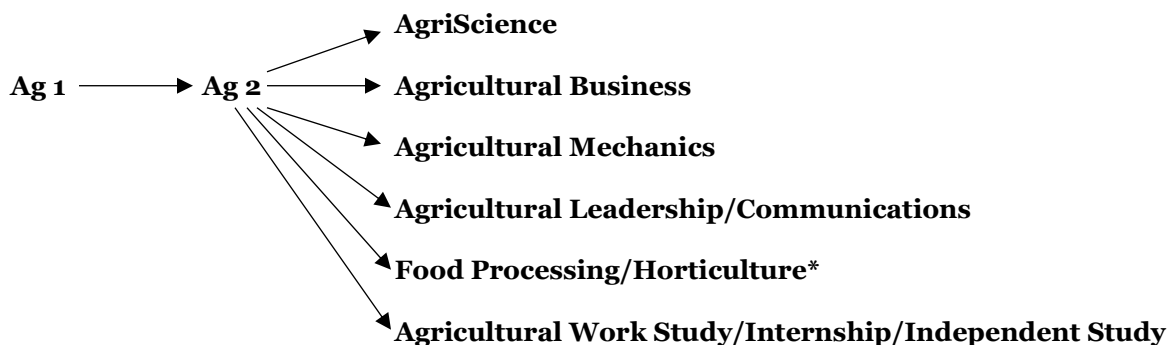 AgriScience
Ag 1
Ag 2
Agricultural Business
Agricultural Mechanics
Agricultural Leadership/Communications
Food Processing/Horticulture*
Agricultural Work Study/Internship/Independent Study